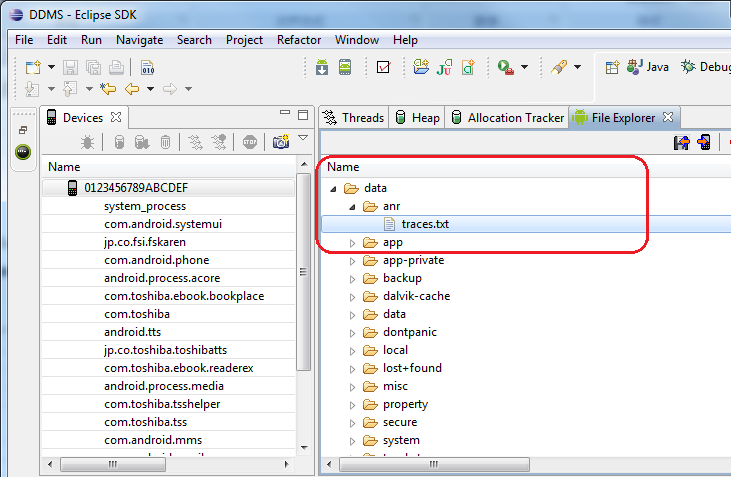 DDMS - Eclipse SDK
File Edit Run Navigate Search Project Refactor Window Help
Java Debug
Devices
Threads Heap Allocation Tracker File Explorer
Name
0123456789ABCDEF
system_process
com.android.systemui
jp.co.fsi.fskaren
com.android.phone
android.process.acore
com.toshiba.ebook.bookplace
com.toshiba
android.tts
jp.co.toshiba.toshibatts
com.toshiba.ebook.readerex
android.process.media
com.toshiba.tsshelper
com.toshiba.tss
com.android.mms
Name
data
anr
traces.txt
app
app-private
backup
dalvik-cache
data
dontpanic
local
lost+found
misc
property
secure
system